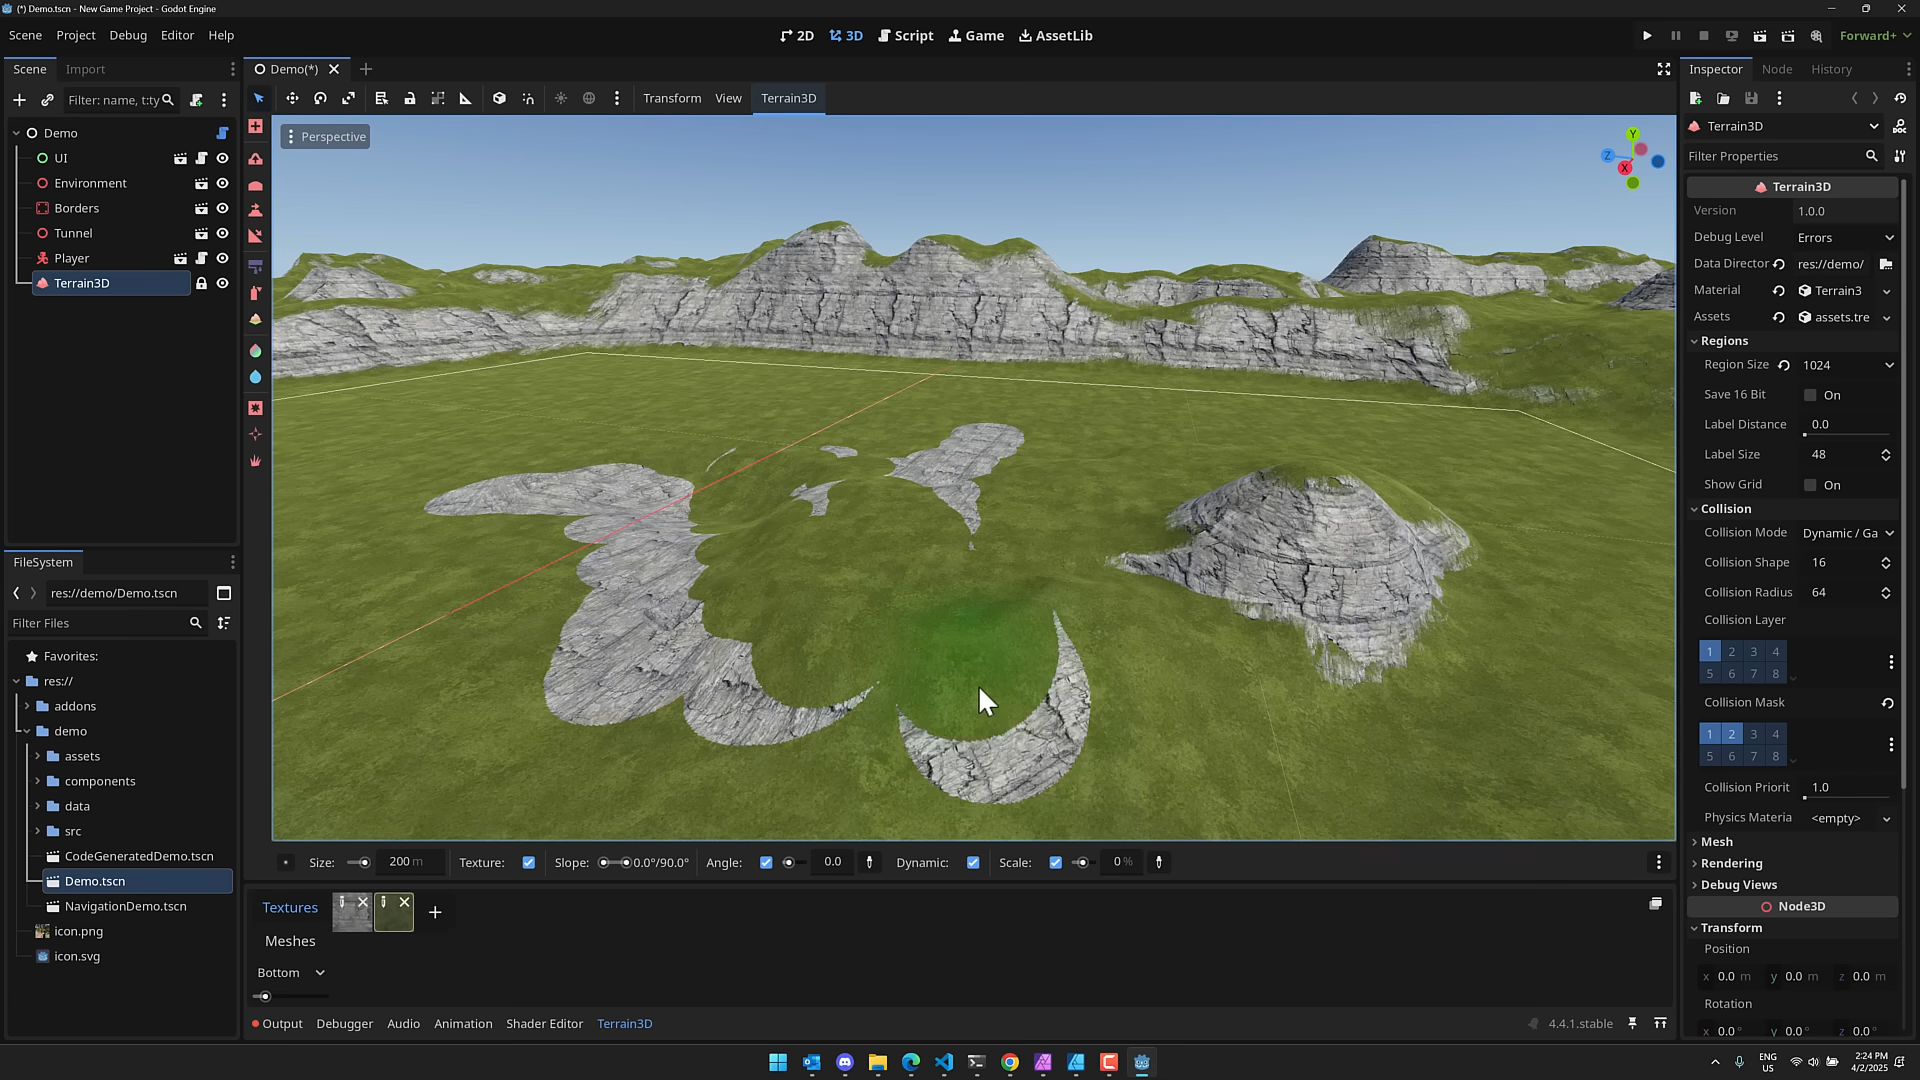 (*) Demo.tscn - New Game Project - Godot Engine
Scene Project Debug Editor Help
2D 3D Script Game AssetLib
Forward+
Scene Import
Filter: name, t:ty
Demo
UI
Environment
Borders
Tunnel
Player
Terrain3D
FileSystem
res://demo/Demo.tscn
Filter Files
Favorites:
res://
addons
demo
assets
components
data
src
CodeGeneratedDemo.tscn
Demo.tscn
NavigationDemo.tscn
icon.png
icon.svg
Demo(*)
Transform View Terrain3D
Perspective
Y
Z
X
Size: 200 m Texture: Slope: 0.0°/90.0° Angle: 0.0 Dynamic: Scale: 0 %
Textures
Meshes
Bottom
Output Debugger Audio Animation Shader Editor Terrain3D
4.4.1.stable
Inspector Node History
Terrain3D
DOC
Filter Properties
Terrain3D
Version 1.0.0
Debug Level Errors
Data Director res://demo/
Material Terrain3
Assets assets.tre
Regions
Region Size 1024
Save 16 Bit On
Label Distance 0.0
Label Size 48
Show Grid On
Collision
Collision Mode Dynamic / Ga
Collision Shape 16
Collision Radius 64
Collision Layer
1 2 3 4
5 6 7 8
Collision Mask
1 2 3 4
5 6 7 8
Collision Priorit 1.0
Physics Materia <empty>
Mesh
Rendering
Debug Views
Node3D
Transform
Position
x 0.0 m y 0.0 m z 0.0 m
Rotation
x 0.0 ° y 0.0 ° z 0.0 °
ENG
US
2:24 PM
4/2/2025